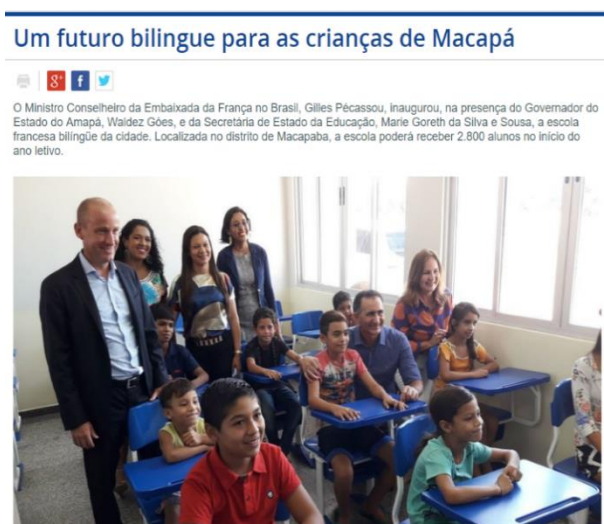 Um futuro bilingue para as crianças de Macapá
O Ministro Conselheiro da Embaixada da França no Brasil, Gilles Pécassou, inaugurou, na presença do Governador do
Estado do Amapá, Waldez Góes, e da Secretária de Estado da Educação, Marie Goreth da Silva e Sousa, a escola
francesa bilingüe da cidade. Localizada no distrito de Macapaba, a escola poderá receber 2.800 alunos no início do
ano letivo.